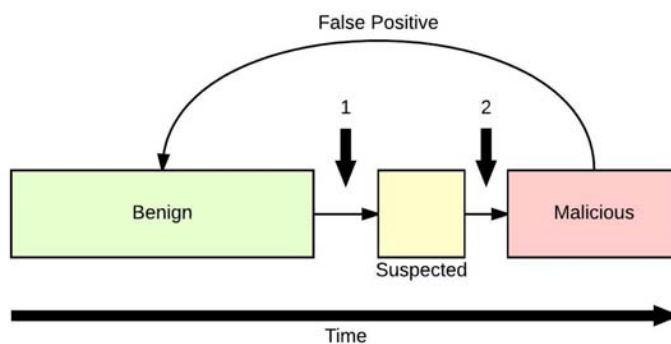 False Positive
1
2
Benign
Malicious
Suspected
Time